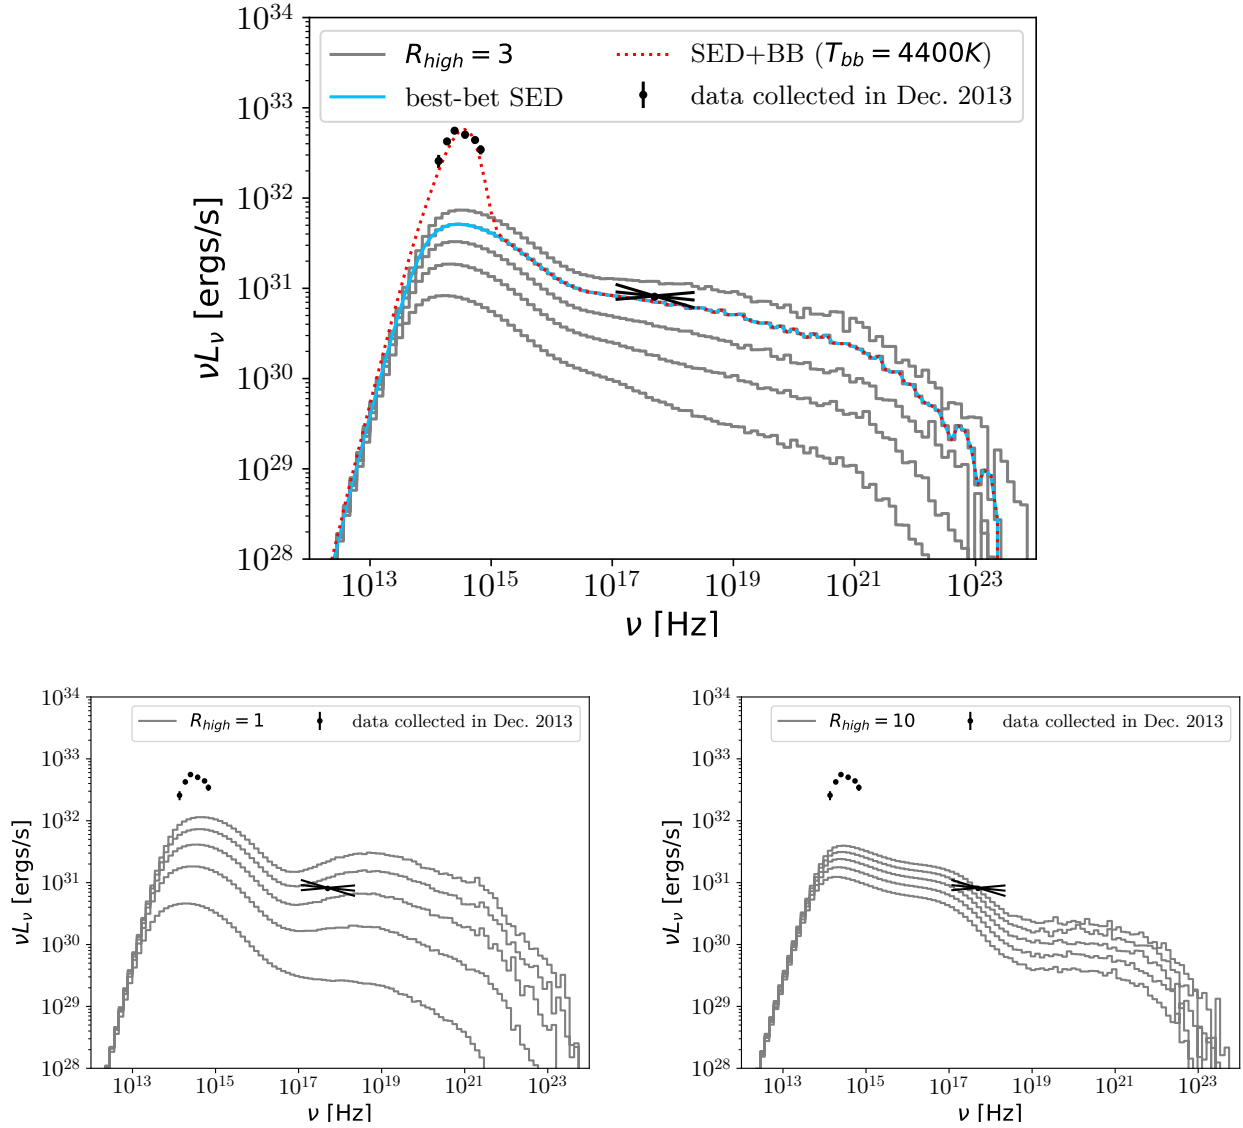 R_high = 3
SED+BB (T_bb = 4400K)
best-bet SED
data collected in Dec. 2013
νL_ν [ergs/s]
10^34
10^33
10^32
10^31
10^30
10^29
10^28
10^13 10^15 10^17 10^19 10^21 10^23
ν [Hz]
R_high = 1
data collected in Dec. 2013
νL_ν [ergs/s]
10^34
10^33
10^32
10^31
10^30
10^29
10^28
10^13 10^15 10^17 10^19 10^21 10^23
ν [Hz]
R_high = 10
data collected in Dec. 2013
νL_ν [ergs/s]
10^34
10^33
10^32
10^31
10^30
10^29
10^28
10^13 10^15 10^17 10^19 10^21 10^23
ν [Hz]